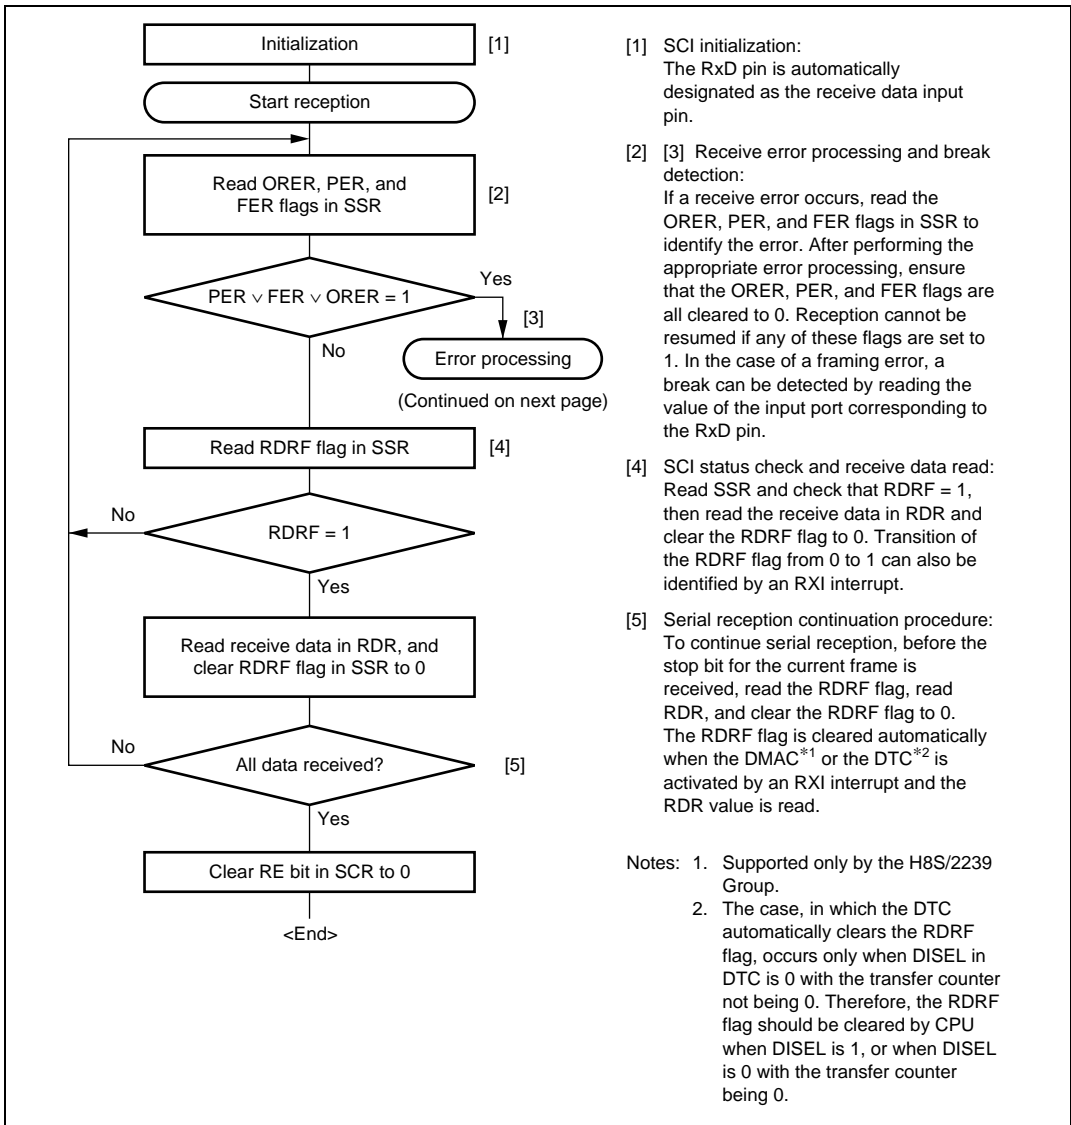 Initialization
[1]
Start reception
Read ORER, PER, and
FER flags in SSR
[2]
PER ∨ FER ∨ ORER = 1
Yes
[3]
No
Error processing
(Continued on next page)
Read RDRF flag in SSR
[4]
No
RDRF = 1
Yes
Read receive data in RDR, and
clear RDRF flag in SSR to 0
No
All data received?
[5]
Yes
Clear RE bit in SCR to 0
<End>
[1] SCI initialization:
The RxD pin is automatically
designated as the receive data input
pin.
[2] [3] Receive error processing and break
detection:
If a receive error occurs, read the
ORER, PER, and FER flags in SSR to
identify the error. After performing the
appropriate error processing, ensure
that the ORER, PER, and FER flags are
all cleared to 0. Reception cannot be
resumed if any of these flags are set to
1. In the case of a framing error, a
break can be detected by reading the
value of the input port corresponding to
the RxD pin.
[4] SCI status check and receive data read:
Read SSR and check that RDRF = 1,
then read the receive data in RDR and
clear the RDRF flag to 0. Transition of
the RDRF flag from 0 to 1 can also be
identified by an RXI interrupt.
[5] Serial reception continuation procedure:
To continue serial reception, before the
stop bit for the current frame is
received, read the RDRF flag, read
RDR, and clear the RDRF flag to 0.
The RDRF flag is cleared automatically
when the DMAC*1 or the DTC*2 is
activated by an RXI interrupt and the
RDR value is read.
Notes: 1. Supported only by the H8S/2239
Group.
2. The case, in which the DTC
automatically clears the RDRF
flag, occurs only when DISEL in
DTC is 0 with the transfer counter
not being 0. Therefore, the RDRF
flag should be cleared by CPU
when DISEL is 1, or when DISEL
is 0 with the transfer counter
being 0.